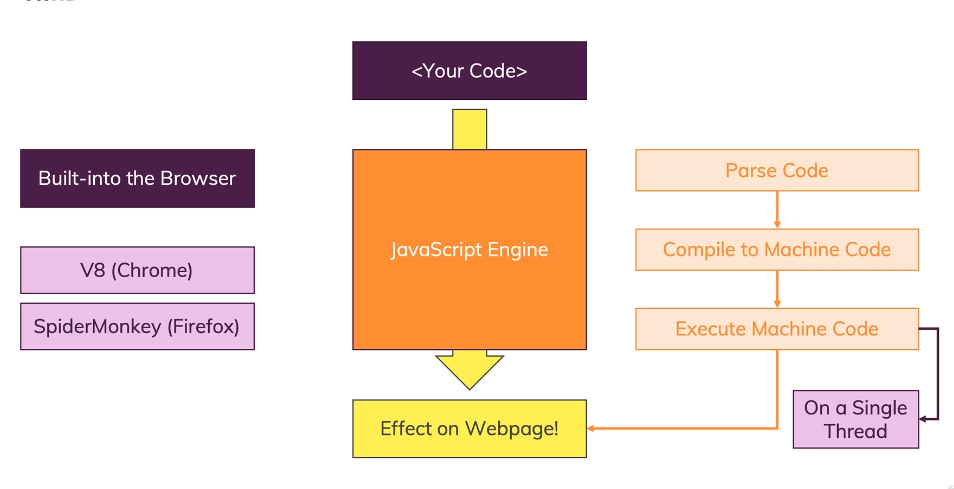 <Your Code>
Built-into the Browser
V8 (Chrome)
SpiderMonkey (Firefox)
JavaScript Engine
Parse Code
Compile to Machine Code
Execute Machine Code
On a Single
Thread
Effect on Webpage!